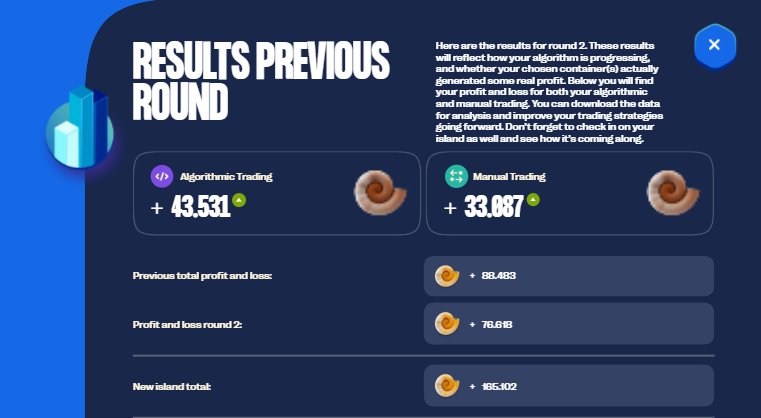 RESULTS PREVIOUS
ROUND
Here are the results for round 2. These results
will reflect how your algorithm is progressing,
and whether your chosen container(s) actually
generated some real profit. Below you will find
your profit and loss for both your algorithmic
and manual trading. You can download the data
for analysis and improve your trading strategies
going forward. Don't forget to check in on your
island as well and see how it's coming along.
Algorithmic Trading
+ 43.531
Manual Trading
+ 33.087
Previous total profit and loss:
+ 88.483
Profit and loss round 2:
+ 76.618
New island total:
+ 165.102